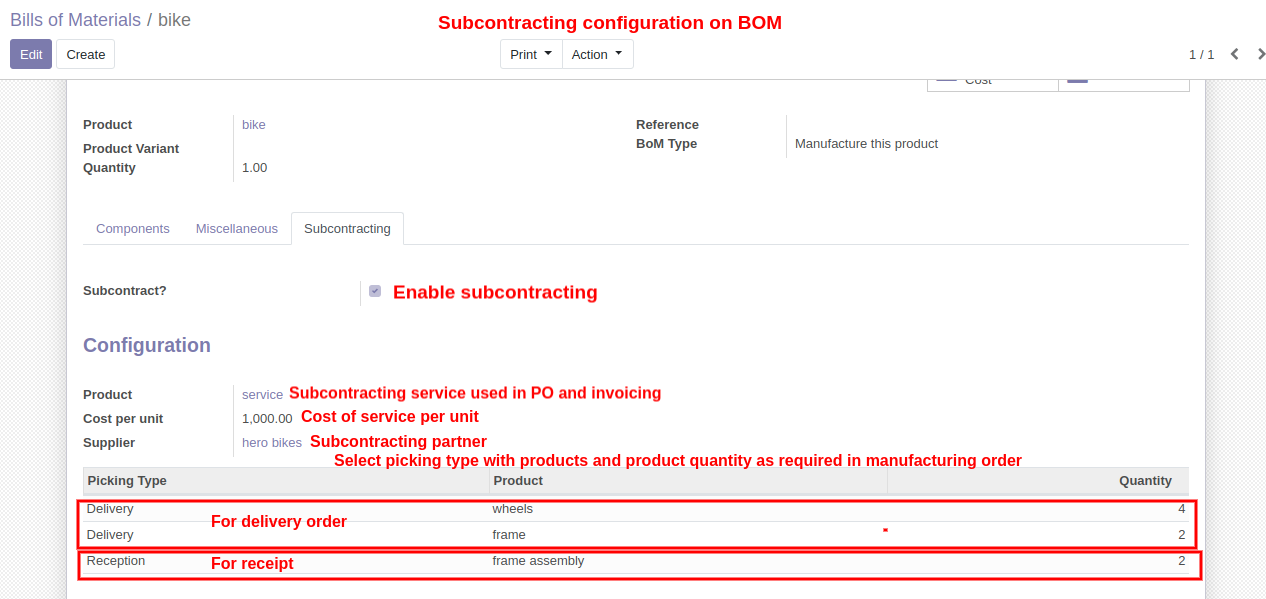 Bills of Materials / bike
Subcontracting configuration on BOM
Edit Create Print Action 1 / 1
Cost
Product bike Reference
BoM Type Manufacture this product
Product Variant
Quantity 1.00
Components Miscellaneous Subcontracting
Subcontract? Enable subcontracting
Configuration
Product service Subcontracting service used in PO and invoicing
Cost per unit 1,000.00 Cost of service per unit
Supplier hero bikes Subcontracting partner
Select picking type with products and product quantity as required in manufacturing order
Picking Type Product Quantity
Delivery wheels 4
For delivery order
Delivery frame 2
Reception For receipt frame assembly 2